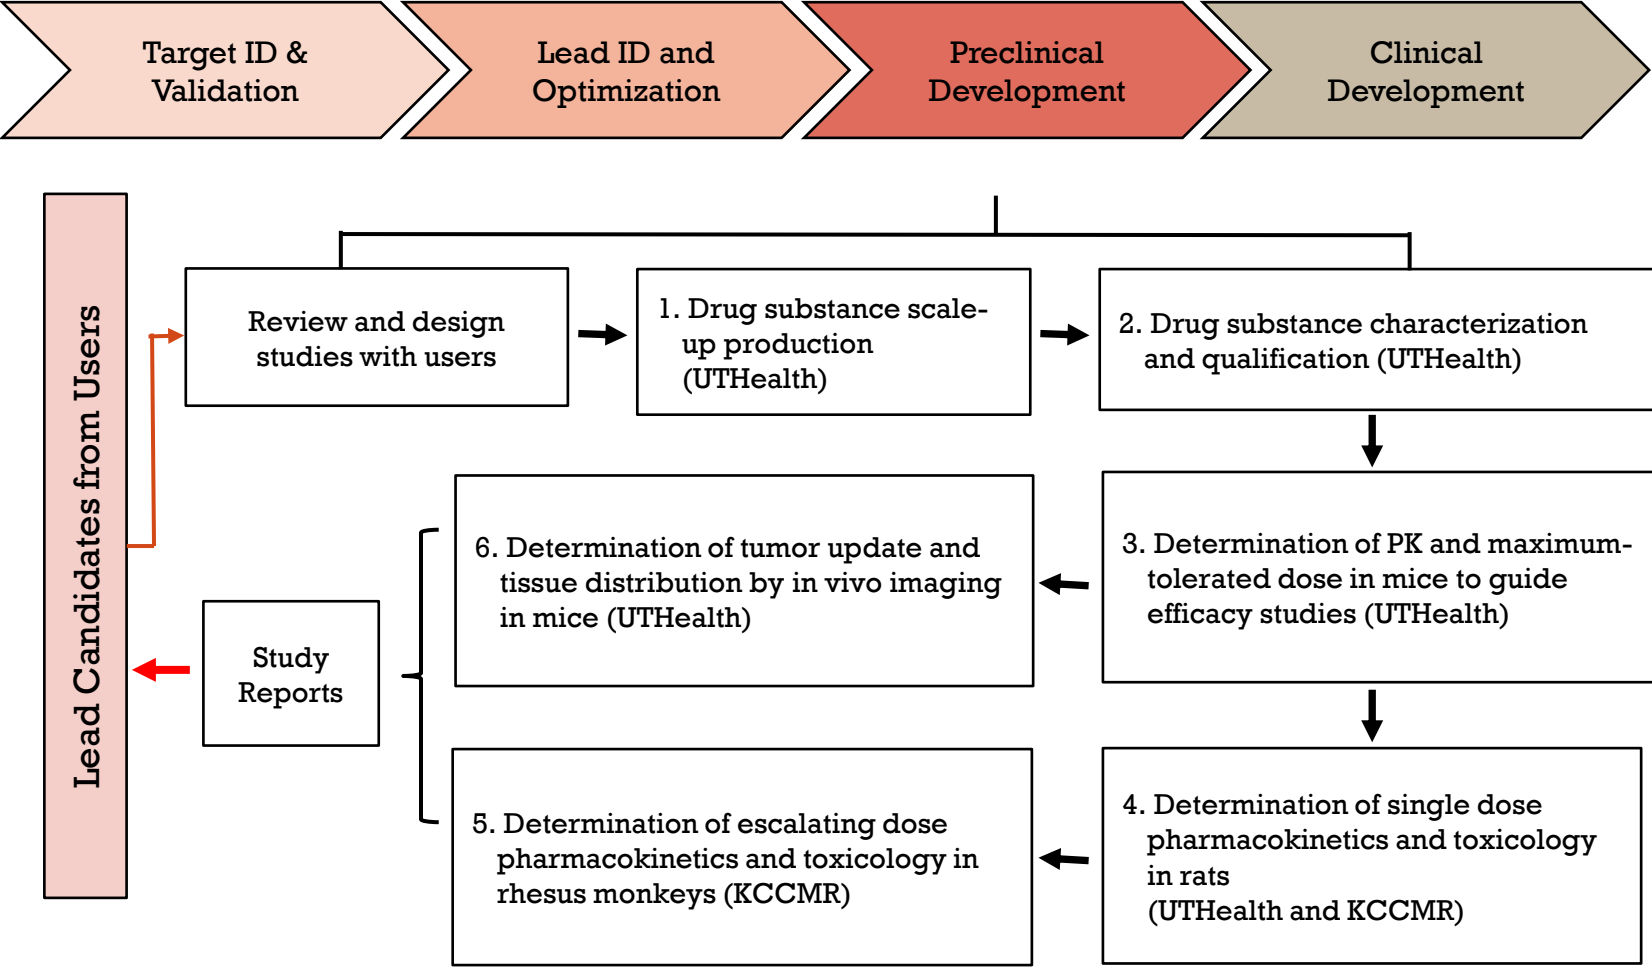 Target ID &
Validation
Lead ID and
Optimization
Preclinical
Development
Clinical
Development
Lead Candidates from Users
Review and design
studies with users
1. Drug substance scale-
up production
(UTHealth)
2. Drug substance characterization
and qualification (UTHealth)
3. Determination of PK and maximum-
tolerated dose in mice to guide
efficacy studies (UTHealth)
6. Determination of tumor update and
tissue distribution by in vivo imaging
in mice (UTHealth)
Study
Reports
5. Determination of escalating dose
pharmacokinetics and toxicology in
rhesus monkeys (KCCMR)
4. Determination of single dose
pharmacokinetics and toxicology
in rats
(UTHealth and KCCMR)